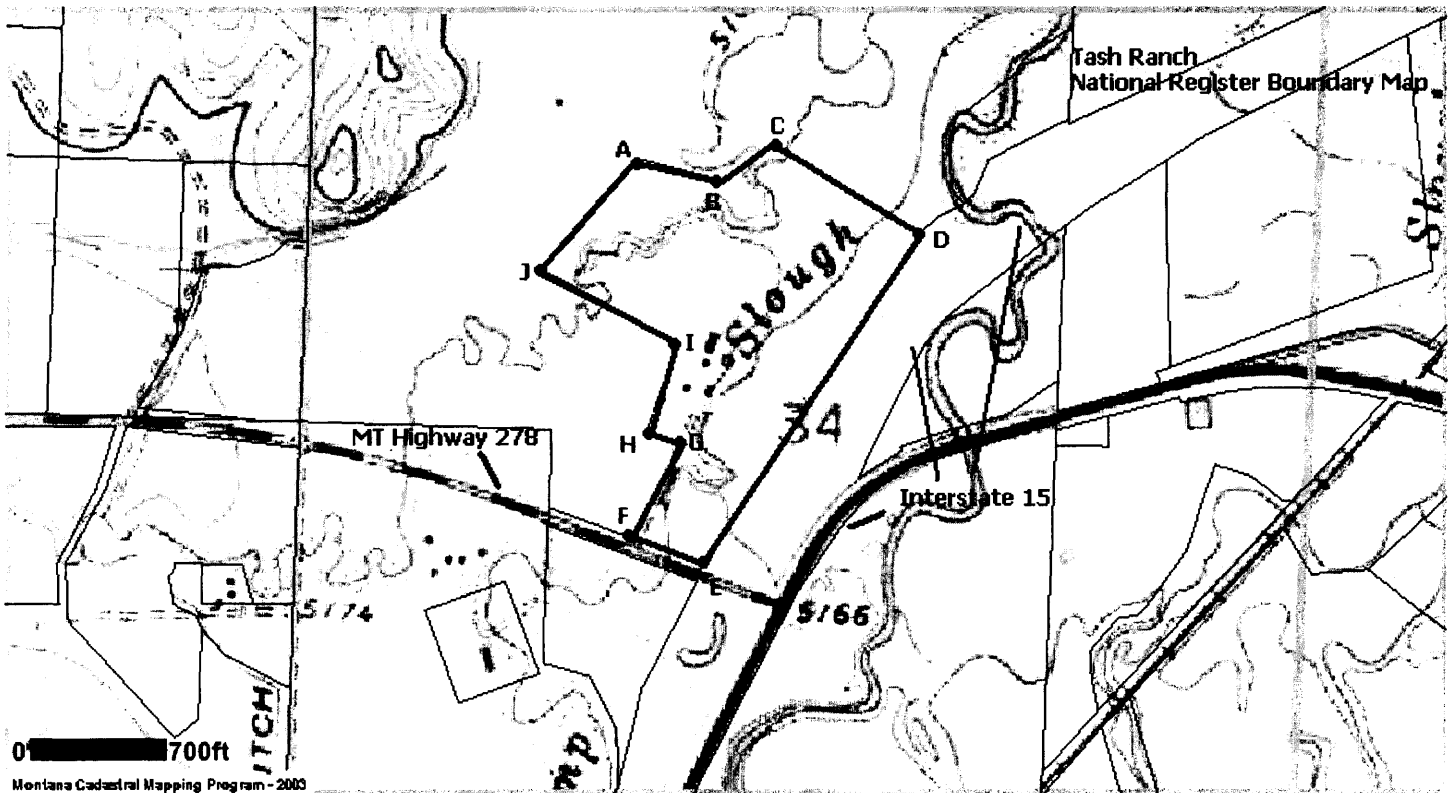 Tash Ranch
National Register Boundary Map
C
A
B
D
J
Slough
I
34
MT Highway 278
H
G
Interstate 15
F
E
5174
5166
ITCH
0' 700ft
Montana Cadastral Mapping Program - 2003